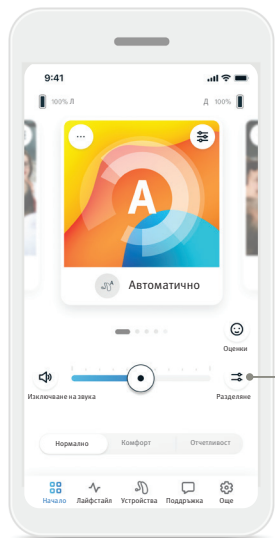 9:41
100% Л
Д 100%
A
Автоматично
Оценки
Изключване на звука
Разделяне
Нормално
Комфорт
Отчетливост
Начало
Лайфстайл
Устройства
Поддръжка
Още